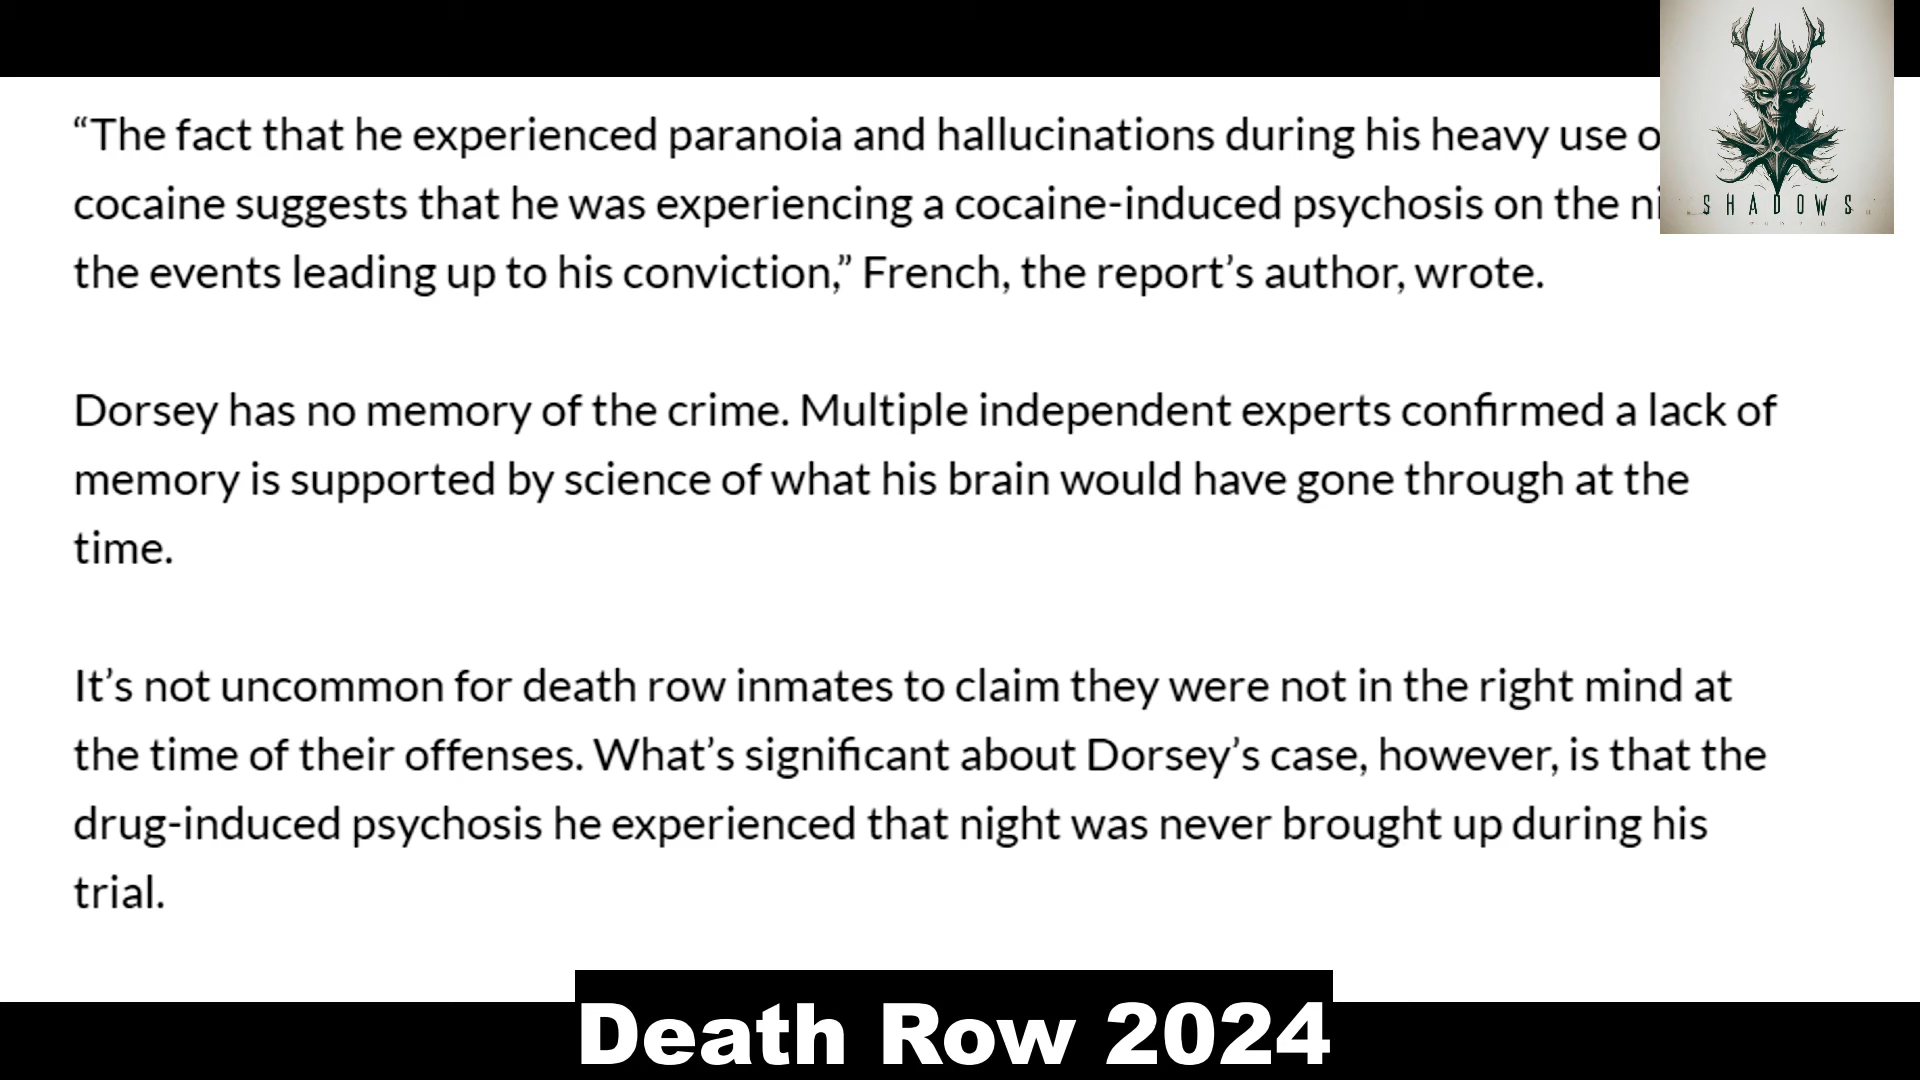 “The fact that he experienced paranoia and hallucinations during his heavy use
cocaine suggests that he was experiencing a cocaine-induced psychosis on the
the events leading up to his conviction,” French, the report’s author, wrote.
Dorsey has no memory of the crime. Multiple independent experts confirmed a lack of
memory is supported by science of what his brain would have gone through at the
time.
It’s not uncommon for death row inmates to claim they were not in the right mind at
the time of their offenses. What’s significant about Dorsey’s case, however, is that the
drug-induced psychosis he experienced that night was never brought up during his
trial.
SHADOWS
Death Row 2024